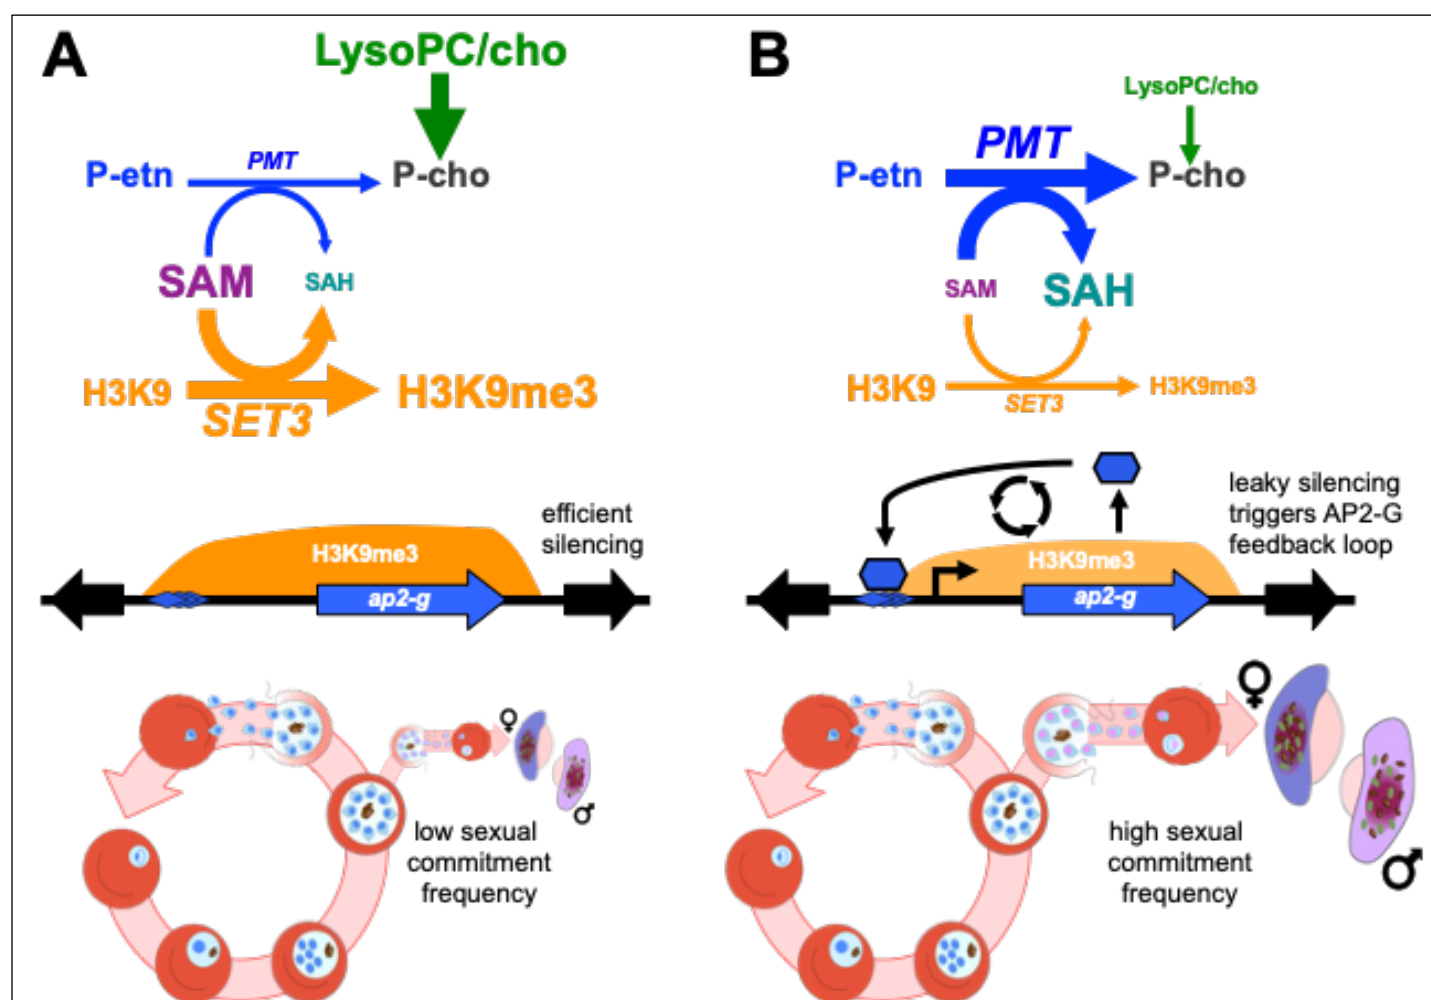 A
LysoPC/cho
P-etn
PMT
P-cho
SAM
SAH
H3K9
SET3
H3K9me3
efficient
silencing
H3K9me3
ap2-g
♀
♂
low sexual
commitment
frequency
B
LysoPC/cho
P-etn
PMT
P-cho
SAM
SAH
H3K9
SET3
H3K9me3
leaky silencing
triggers AP2-G
feedback loop
H3K9me3
ap2-g
♀
♂
high sexual
commitment
frequency